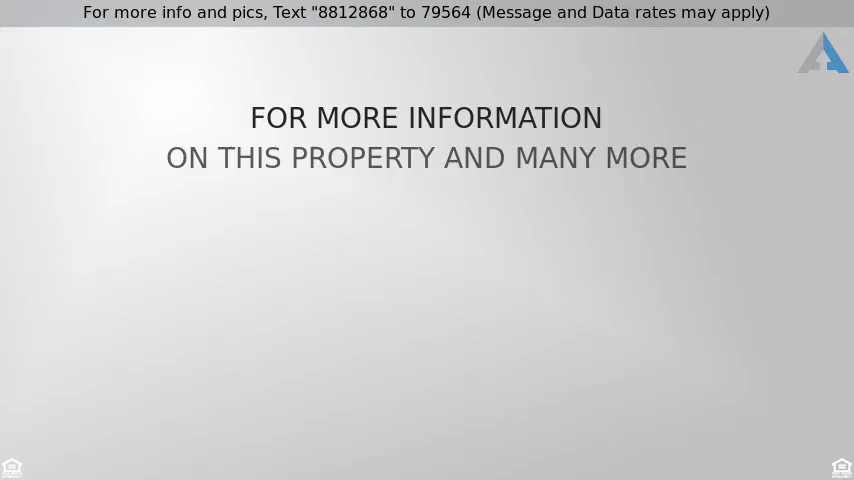 For more info and pics, Text "8812868" to 79564 (Message and Data rates may apply)
FOR MORE INFORMATION
ON THIS PROPERTY AND MANY MORE